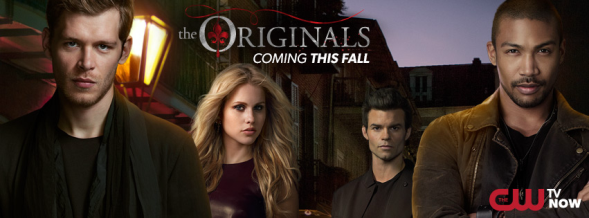 the ORIGINALS
COMING THIS FALL
CW TV NOW